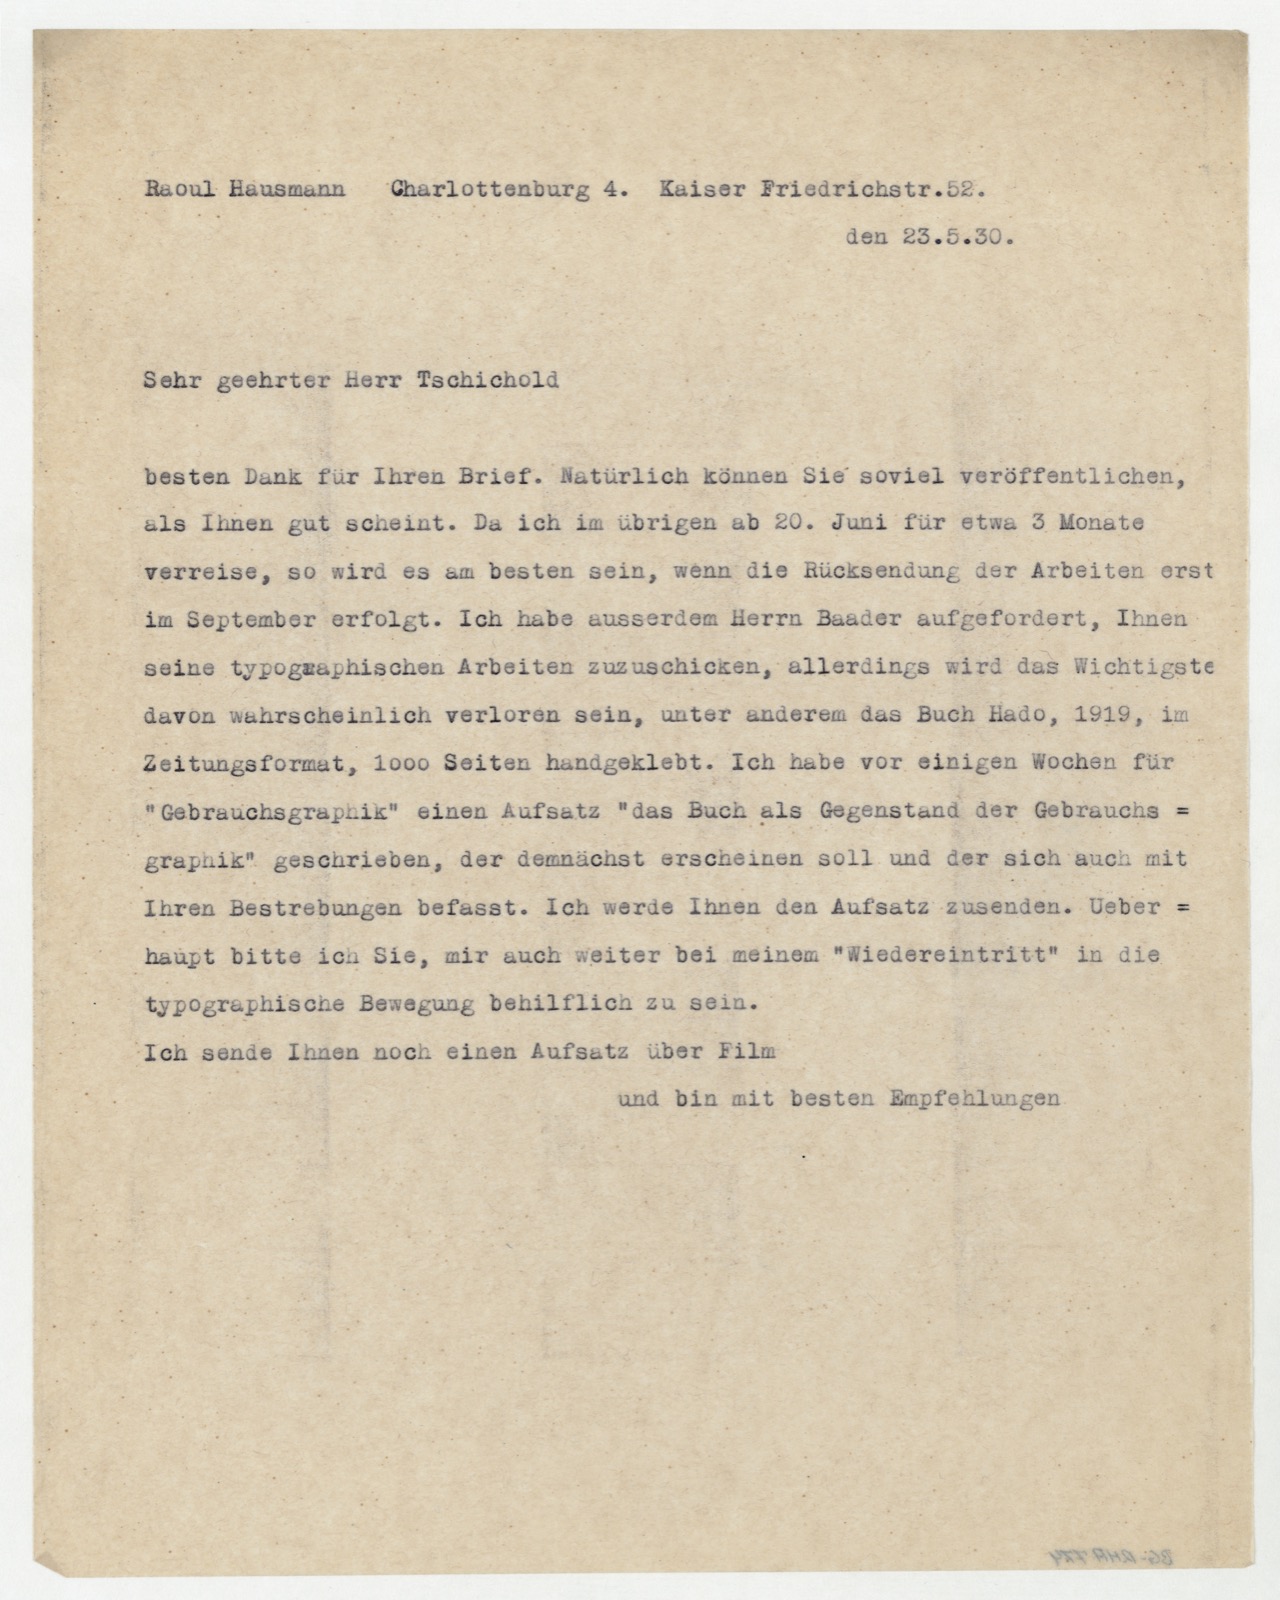 Raoul Hausmann   Charlottenburg 4.  Kaiser Friedrichstr.52.
den 23.5.30.
Sehr geehrter Herr Tschichold
besten Dank für Ihren Brief. Natürlich können Sie soviel veröffentlichen,
als Ihnen gut scheint. Da ich im übrigen ab 20. Juni für etwa 3 Monate
verreise, so wird es am besten sein, wenn die Rücksendung der Arbeiten erst
im September erfolgt. Ich habe ausserdem Herrn Baader aufgefordert, Ihnen
seine typographischen Arbeiten zuzuschicken, allerdings wird das Wichtigste
davon wahrscheinlich verloren sein, unter anderem das Buch Hado, 1919, im
Zeitungsformat, 1ooo Seiten handgeklebt. Ich habe vor einigen Wochen für
"Gebrauchsgraphik" einen Aufsatz "das Buch als Gegenstand der Gebrauchs =
graphik" geschrieben, der demnächst erscheinen soll und der sich auch mit
Ihren Bestrebungen befasst. Ich werde Ihnen den Aufsatz zusenden. Ueber =
haupt bitte ich Sie, mir auch weiter bei meinem "Wiedereintritt" in die
typographische Bewegung behilflich zu sein.
Ich sende Ihnen noch einen Aufsatz über Film
und bin mit besten Empfehlungen